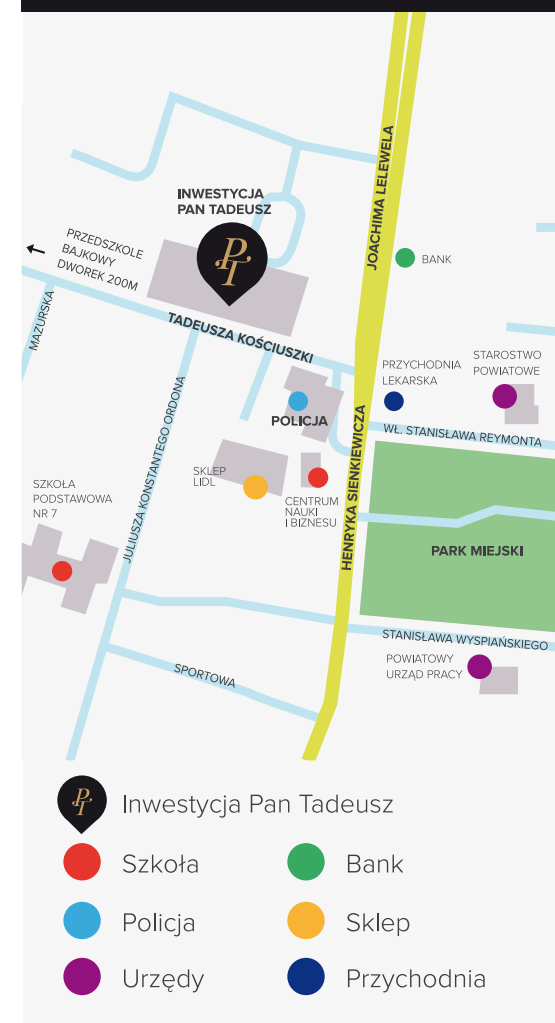 JOACHIMA LELEWELA
INWESTYCJA
PAN TADEUSZ
PT
PRZEDSZKOLE
BAJKOWY
DWOREK 200M
BANK
MAZURSKA
TADEUSZA KOŚCIUSZKI
STAROSTWO
POWIATOWE
PRZYCHODNIA
LEKARSKA
POLICJA
WŁ. STANISŁAWA REYMONTA
JULIUSZA KONSTANTEGO ORDONA
HENRYKA SIENKIEWICZA
SKLEP
LIDL
SZKOŁA
PODSTAWOWA
NR 7
CENTRUM
NAUKI
I BIZNESU
PARK MIEJSKI
STANISŁAWA WYSPIAŃSKIEGO
POWIATOWY
URZĄD PRACY
SPORTOWA
PT
Inwestycja Pan Tadeusz
Szkoła
Bank
Policja
Sklep
Urzędy
Przychodnia